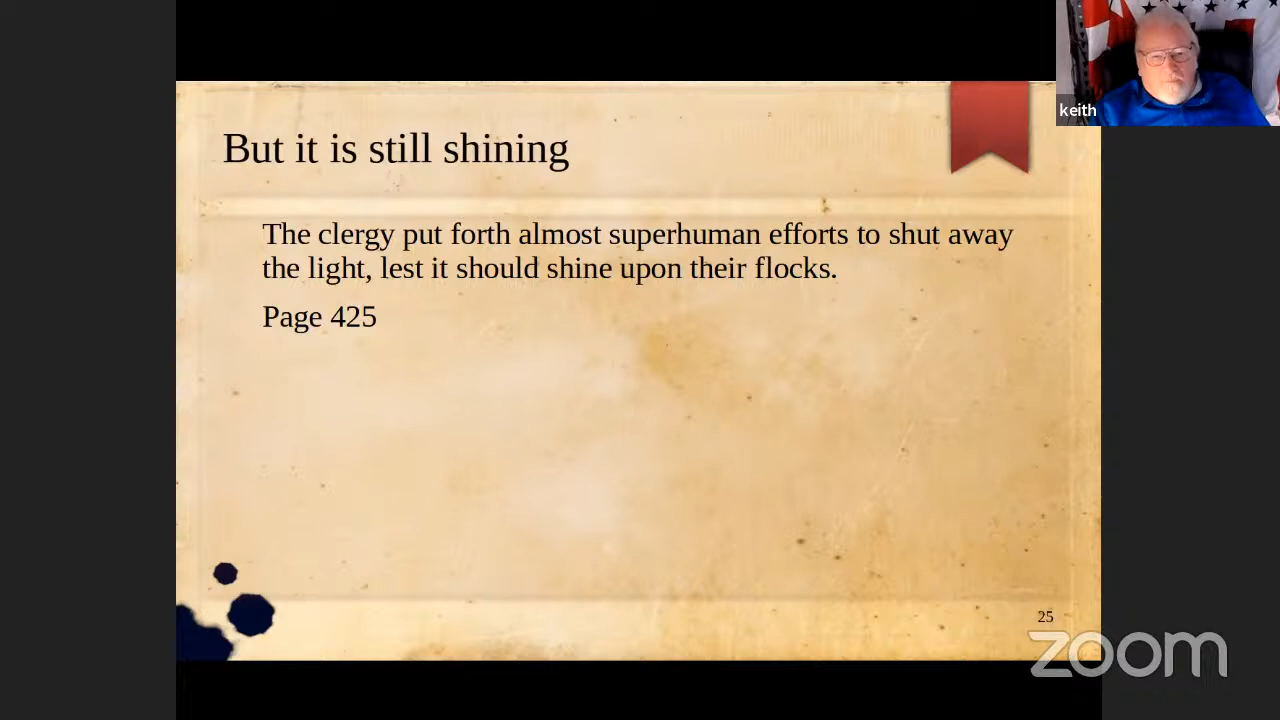 keith
But it is still shining
The clergy put forth almost superhuman efforts to shut away
the light, lest it should shine upon their flocks.
Page 425
25
zoom